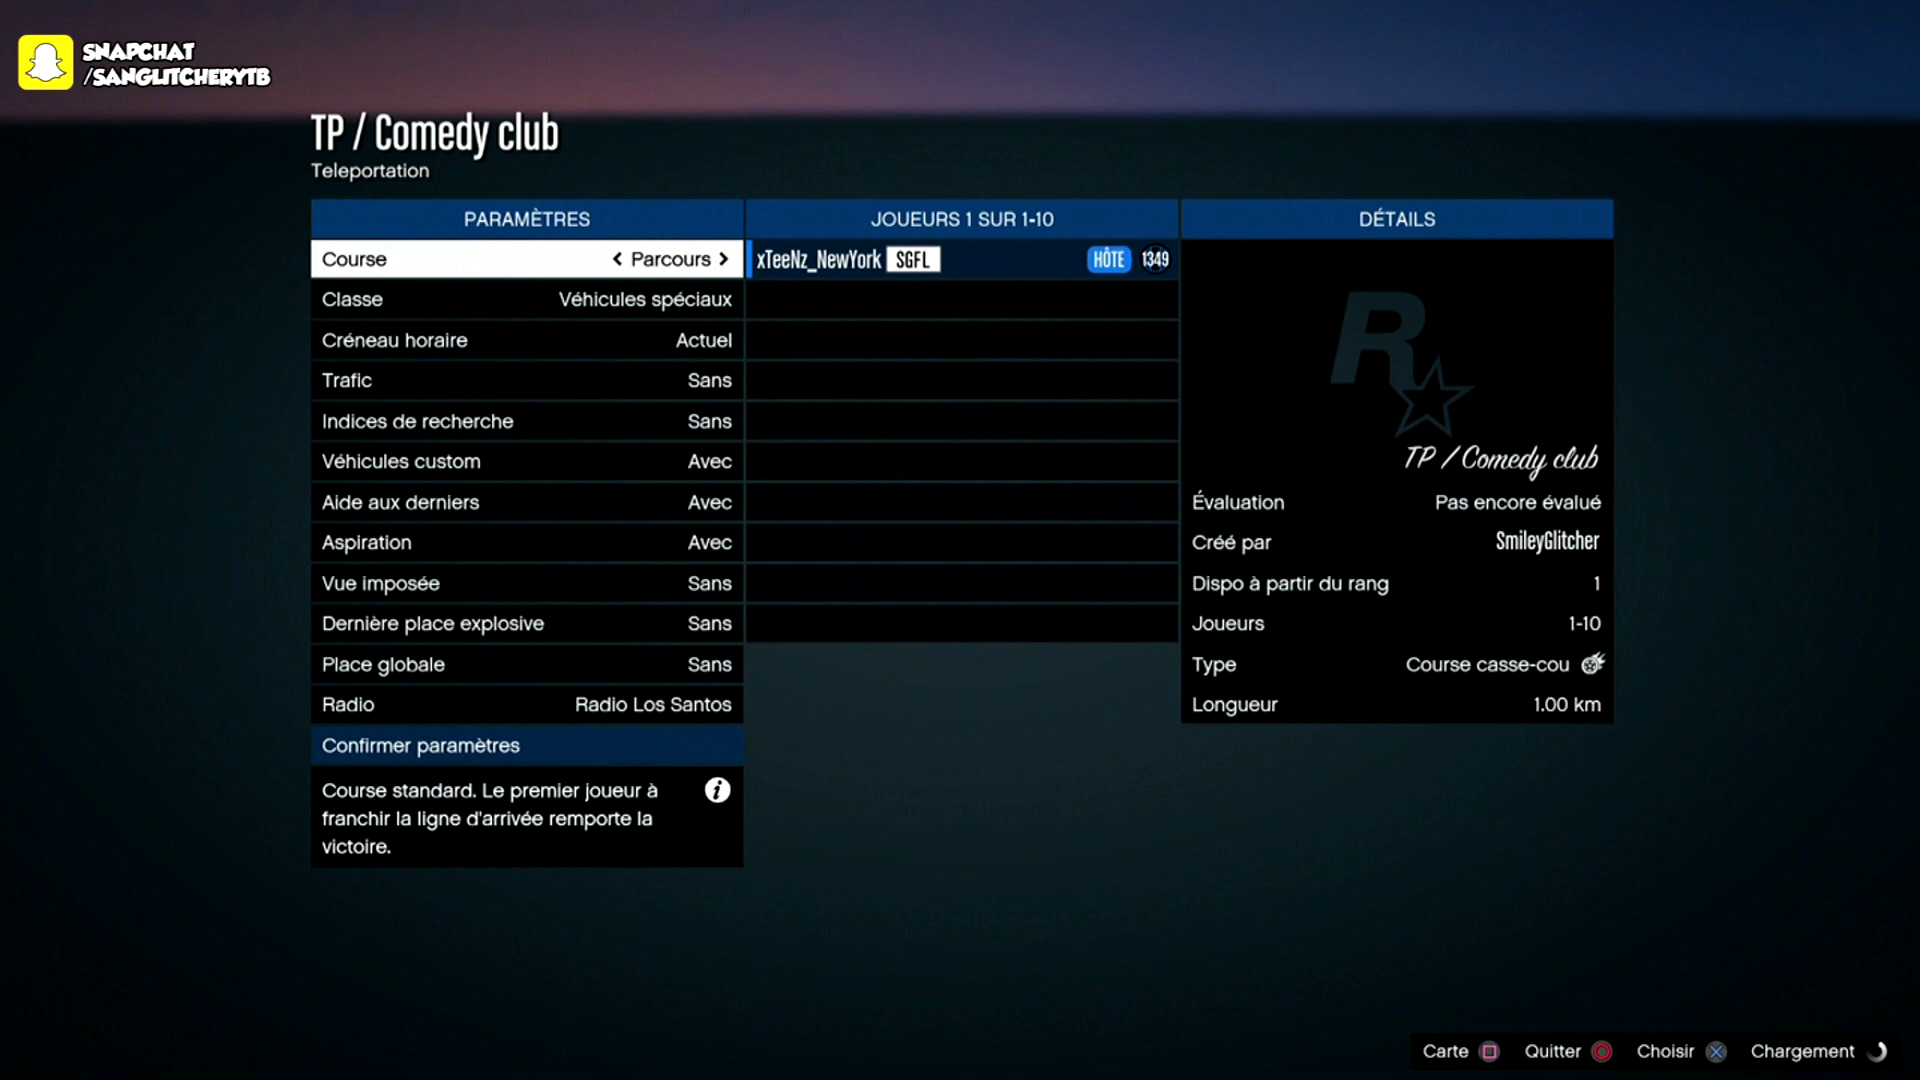 SNAPCHAT
/SANGLITCHERYTB
TP / Comedy club
Teleportation
PARAMÈTRES
Course Parcours
Classe Véhicules spéciaux
Créneau horaire Actuel
Trafic Sans
Indices de recherche Sans
Véhicules custom Avec
Aide aux derniers Avec
Aspiration Avec
Vue imposée Sans
Dernière place explosive Sans
Place globale Sans
Radio Radio Los Santos
Confirmer paramètres
Course standard. Le premier joueur à
franchir la ligne d'arrivée remporte la
victoire.
JOUEURS 1 SUR 1-10
xTeeNz_NewYork SGFL HÔTE 1349
DÉTAILS
R
TP / Comedy club
Évaluation Pas encore évalué
Créé par SmileyGlitcher
Dispo à partir du rang 1
Joueurs 1-10
Type Course casse-cou
Longueur 1.00 km
Carte Quitter Choisir Chargement